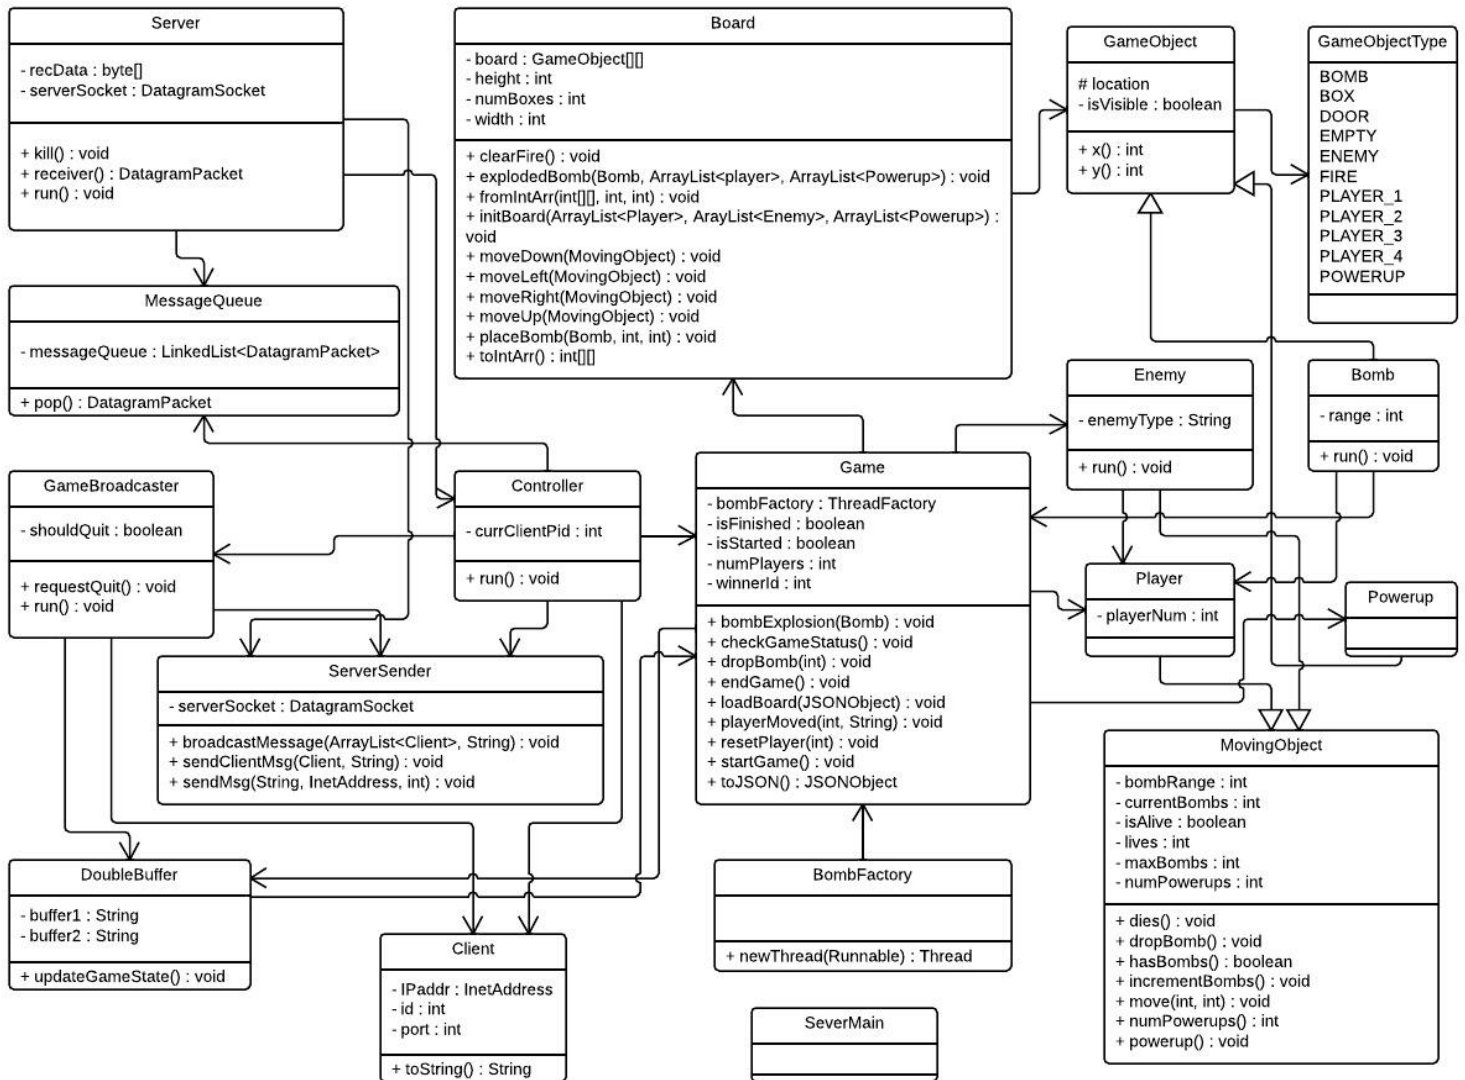 Server
- recData : byte[]
- serverSocket : DatagramSocket
+ kill() : void
+ receiver() : DatagramPacket
+ run() : void
MessageQueue
- messageQueue : LinkedList<DatagramPacket>
+ pop() : DatagramPacket
Board
- board : GameObject[][]
- height : int
- numBoxes : int
- width : int
+ clearFire() : void
+ explodedBomb(Bomb, ArrayList<player>, ArrayList<Powerup>) : void
+ fromIntArr(int[][], int, int) : void
+ initBoard(ArrayList<Player>, ArayList<Enemy>, ArrayList<Powerup>) :
void
+ moveDown(MovingObject) : void
+ moveLeft(MovingObject) : void
+ moveRight(MovingObject) : void
+ moveUp(MovingObject) : void
+ placeBomb(Bomb, int, int) : void
+ toIntArr() : int[][]
GameObject
# location
- isVisible : boolean
+ x() : int
+ y() : int
GameObjectType
BOMB
BOX
DOOR
EMPTY
ENEMY
FIRE
PLAYER_1
PLAYER_2
PLAYER_3
PLAYER_4
POWERUP
Enemy
- enemyType : String
+ run() : void
Bomb
- range : int
+ run() : void
GameBroadcaster
- shouldQuit : boolean
+ requestQuit() : void
+ run() : void
Controller
- currClientPid : int
+ run() : void
Game
- bombFactory : ThreadFactory
- isFinished : boolean
- isStarted : boolean
- numPlayers : int
- winnerId : int
+ bombExplosion(Bomb) : void
+ checkGameStatus() : void
+ dropBomb(int) : void
+ endGame() : void
+ loadBoard(JSONObject) : void
+ playerMoved(int, String) : void
+ resetPlayer(int) : void
+ startGame() : void
+ toJSON() : JSONObject
Player
- playerNum : int
Powerup
ServerSender
- serverSocket : DatagramSocket
+ broadcastMessage(ArrayList<Client>, String) : void
+ sendClientMsg(Client, String) : void
+ sendMsg(String, InetAddress, int) : void
MovingObject
- bombRange : int
- currentBombs : int
- isAlive : boolean
- lives : int
- maxBombs : int
- numPowerups : int
+ dies() : void
+ dropBomb() : void
+ hasBombs() : boolean
+ incrementBombs() : void
+ move(int, int) : void
+ numPowerups() : int
+ powerup() : void
DoubleBuffer
- buffer1 : String
- buffer2 : String
+ updateGameState() : void
Client
- IPaddr : InetAddress
- id : int
- port : int
+ toString() : String
BombFactory
+ newThread(Runnable) : Thread
SeverMain